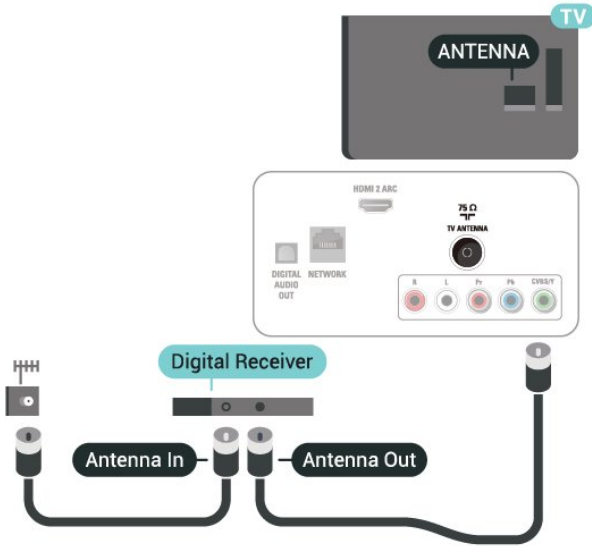 TV
ANTENNA
HDMI 2 ARC
75 Ω
TV ANTENNA
DIGITAL
AUDIO
OUT
NETWORK
R L Pr Pb CVBS/Y
Digital Receiver
Antenna In
Antenna Out